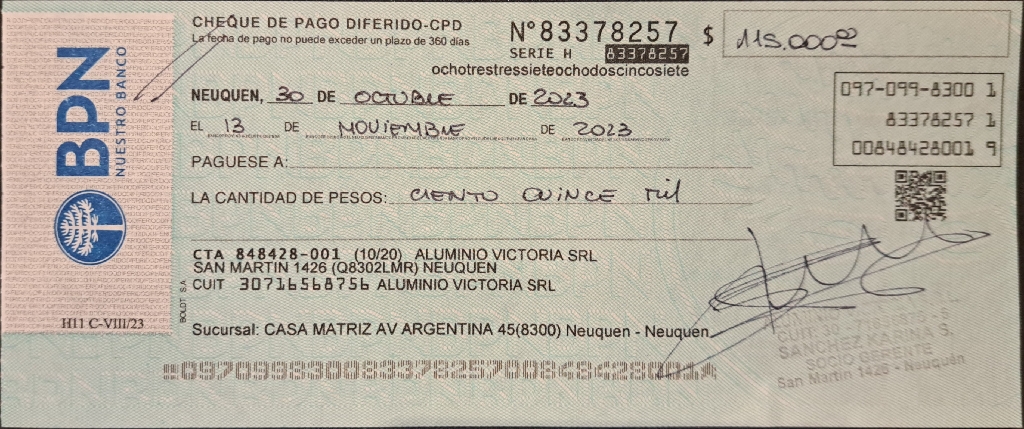 BPN
NUESTRO BANCO
H11 C-VIII/23
BOLDT S.A
CHEQUE DE PAGO DIFERIDO-CPD
La fecha de pago no puede exceder un plazo de 360 días
N°83378257
SERIE H 83378257
ochotrestressieteochodoscincosiete
$ 115.000
NEUQUEN, 30 DE OCTUBRE DE 2023
EL 13 DE NOVIEMBRE DE 2023
PAGUESE A:
LA CANTIDAD DE PESOS: CIENTO QUINCE mil
097-099-8300 1
83378257 1
00848428001 9
CTA 848428-001 (10/20) ALUMINIO VICTORIA SRL
SAN MARTIN 1426 (Q8302LMR) NEUQUEN
CUIT 30716568756 ALUMINIO VICTORIA SRL
Sucursal: CASA MATRIZ AV ARGENTINA 45(8300) Neuquen - Neuquen
SANCHEZ KARINA S.
SOCIO GERENTE
San Martin 1426 - Neuquén
09709983008337825700848428001